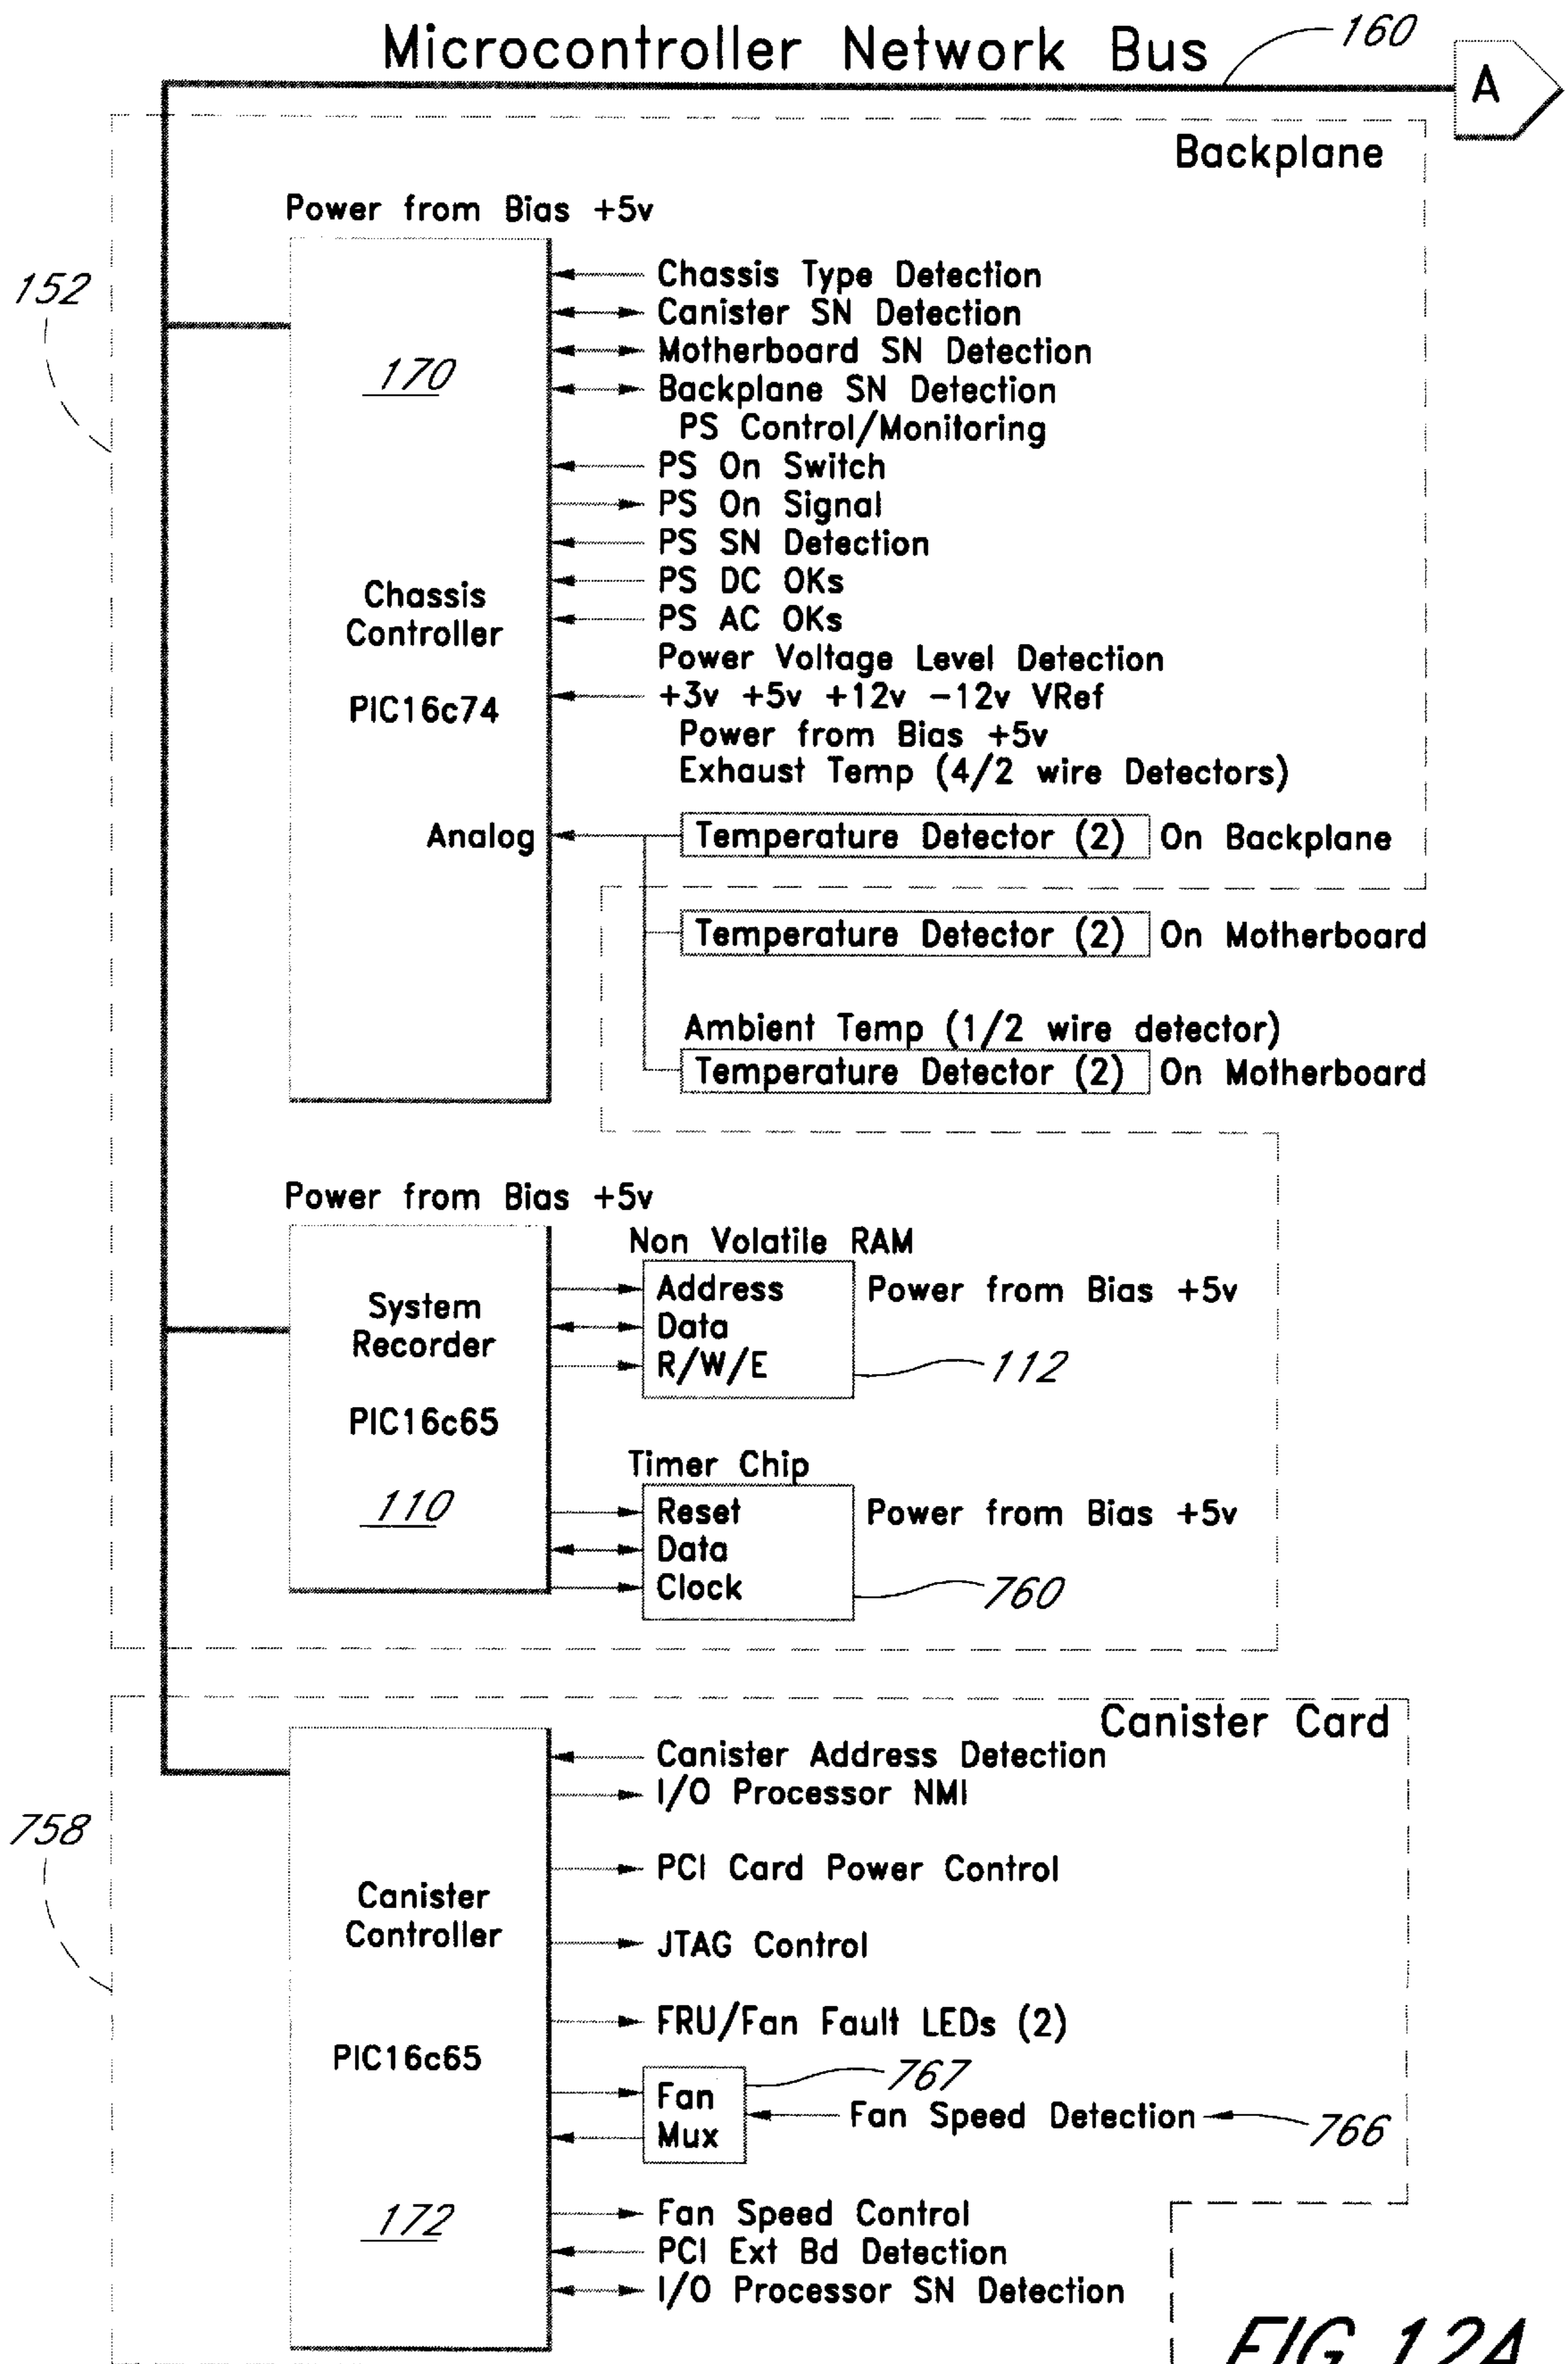 Microcontroller Network Bus
160
A
Backplane
Power from Bias +5v
152
Chassis Type Detection
Canister SN Detection
Motherboard SN Detection
170
Backplane SN Detection
PS Control/Monitoring
PS On Switch
PS On Signal
PS SN Detection
PS DC OKs
PS AC OKs
Chassis
Controller
PIC16c74
Power Voltage Level Detection
+3v +5v +12v -12v VRef
Power from Bias +5v
Exhaust Temp (4/2 wire Detectors)
Analog
Temperature Detector (2) On Backplane
Temperature Detector (2) On Motherboard
Ambient Temp (1/2 wire detector)
Temperature Detector (2) On Motherboard
Power from Bias +5v
Non Volatile RAM
System
Recorder
PIC16c65
110
Address
Data
R/W/E
Power from Bias +5v
112
Timer Chip
Reset
Data
Clock
Power from Bias +5v
760
Canister Card
758
Canister Address Detection
I/O Processor NMI
PCI Card Power Control
Canister
Controller
JTAG Control
FRU/Fan Fault LEDs (2)
PIC16c65
767
Fan
Mux
Fan Speed Detection
766
172
Fan Speed Control
PCI Ext Bd Detection
I/O Processor SN Detection
FIG. 12A